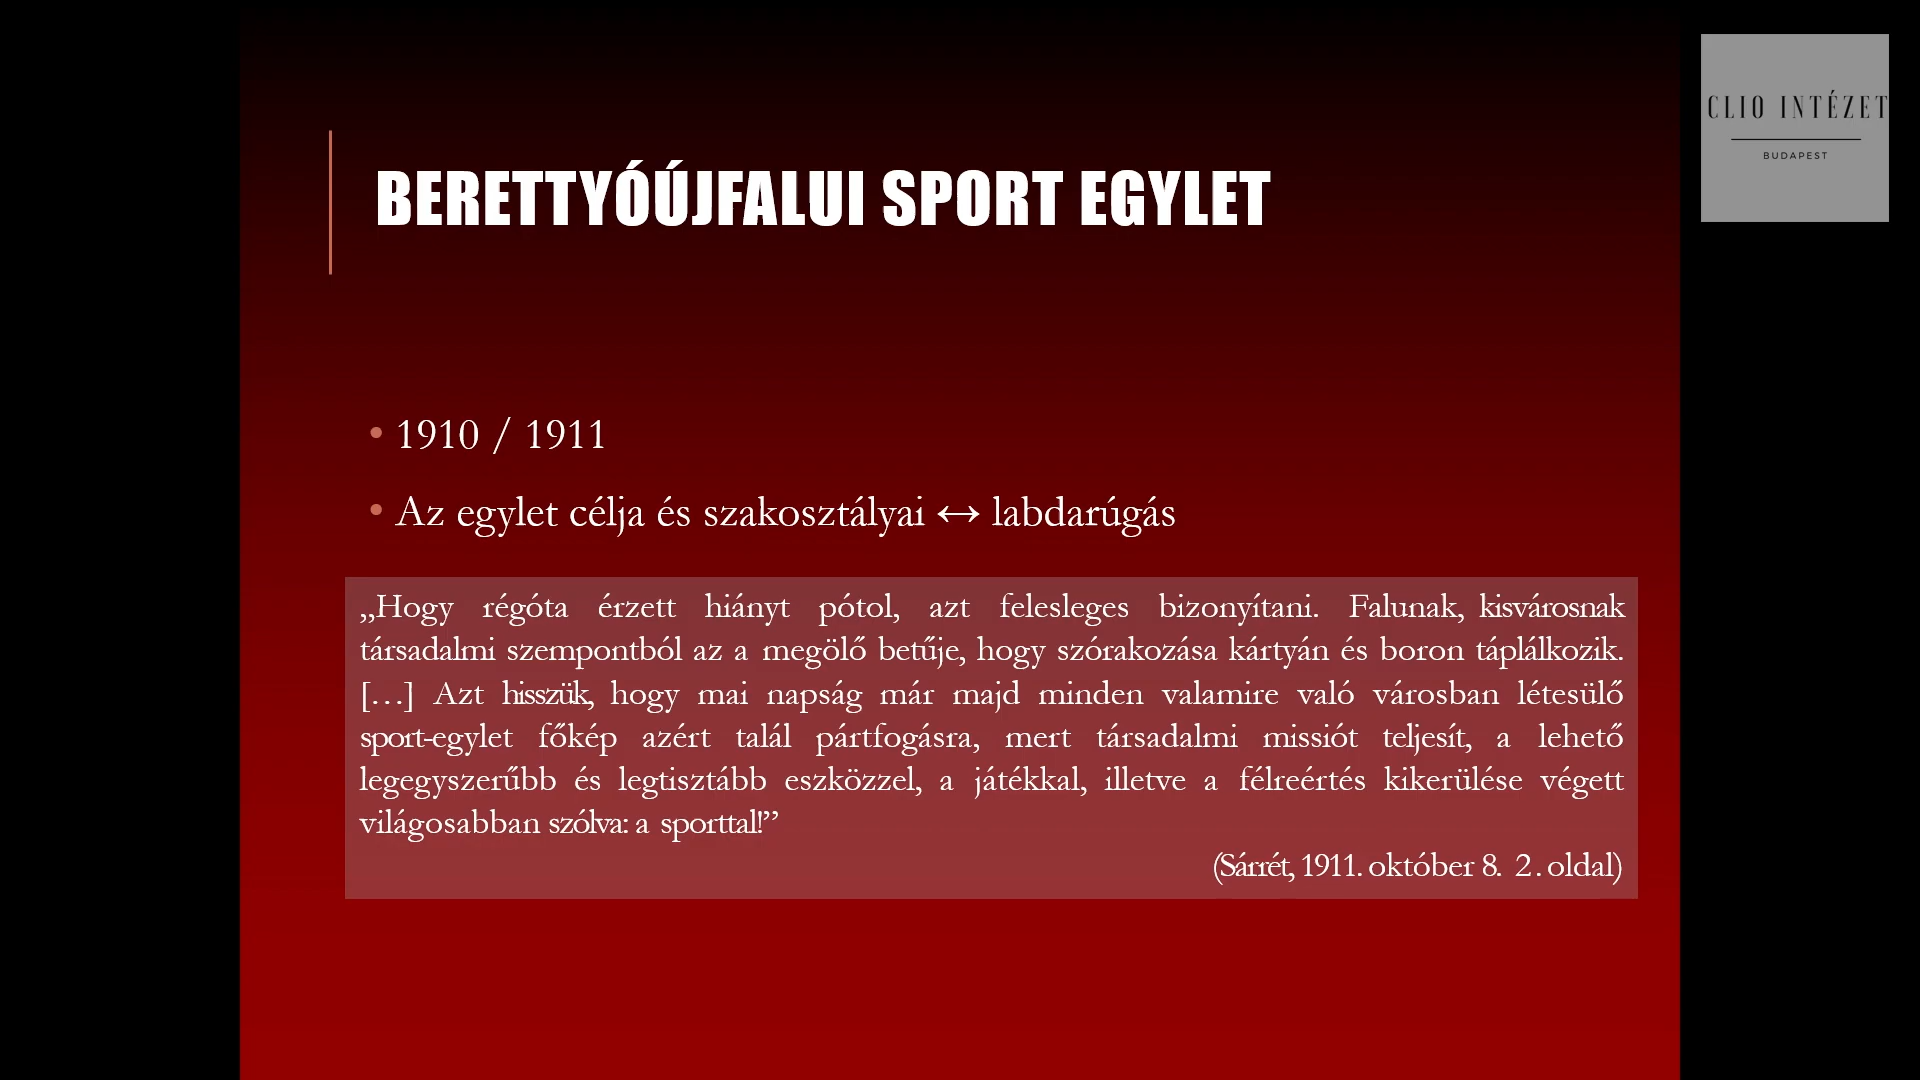 BERETTYÓÚJFALUI SPORT EGYLET
CLIO INTÉZET
BUDAPEST
• 1910 / 1911
• Az egylet célja és szakosztályai ↔ labdarúgás
„Hogy régóta érzett hiányt pótol, azt felesleges bizonyítani. Falunak, kisvárosnak
társadalmi szempontból az a megölő betűje, hogy szórakozása kártyán és boron táplálkozik.
[…] Azt hisszük, hogy mai napság már majd minden valamire való városban létesülő
sport-egylet főkép azért talál pártfogásra, mert társadalmi missiót teljesít, a lehető
legegyszerűbb és legtisztább eszközzel, a játékkal, illetve a félreértés kikerülése végett
világosabban szólva: a sporttal!”
(Sárrét, 1911. október 8. 2. oldal)